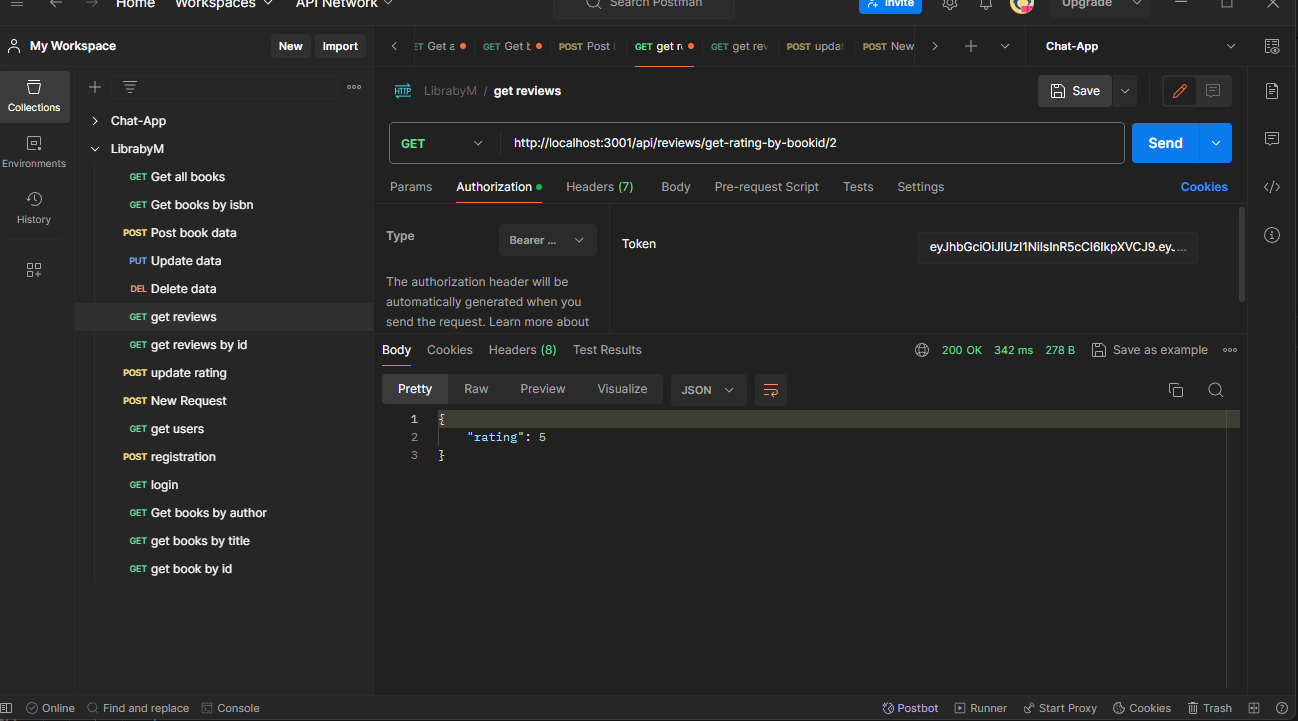 Home Workspaces API Network Search Postman Invite Upgrade
My Workspace New Import
GET Get a GET Get b POST Post GET get r GET get rev POST updat POST New Chat-App
Collections
Environments
History
Chat-App
LibrabyM
GET Get all books
GET Get books by isbn
POST Post book data
PUT Update data
DEL Delete data
GET get reviews
GET get reviews by id
POST update rating
POST New Request
GET get users
POST registration
GET login
GET Get books by author
GET get books by title
GET get book by id
HTTP LibrabyM / get reviews Save
GET http://localhost:3001/api/reviews/get-rating-by-bookid/2 Send
Params Authorization Headers (7) Body Pre-request Script Tests Settings Cookies
Type Bearer ... Token
The authorization header will be
automatically generated when you
send the request. Learn more about
Body Cookies Headers (8) Test Results 200 OK 342 ms 278 B Save as example
Pretty Raw Preview Visualize JSON
1 {
2 "rating": 5
3 }
Online Find and replace Console Postbot Runner Start Proxy Cookies Trash